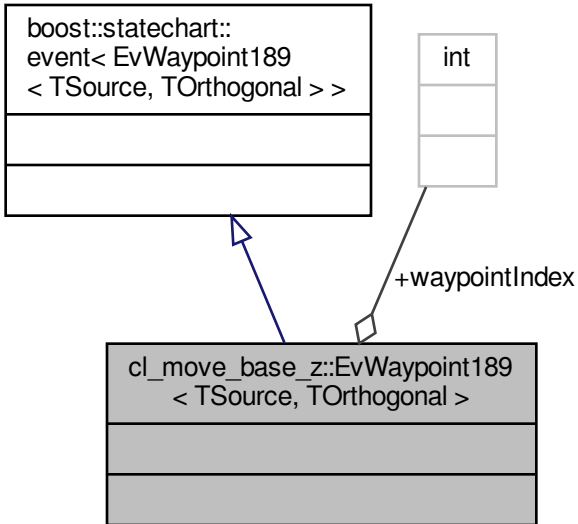 boost::statechart::
event< EvWaypoint189
< TSource, TOrthogonal > >
int
+waypointIndex
cl_move_base_z::EvWaypoint189
< TSource, TOrthogonal >